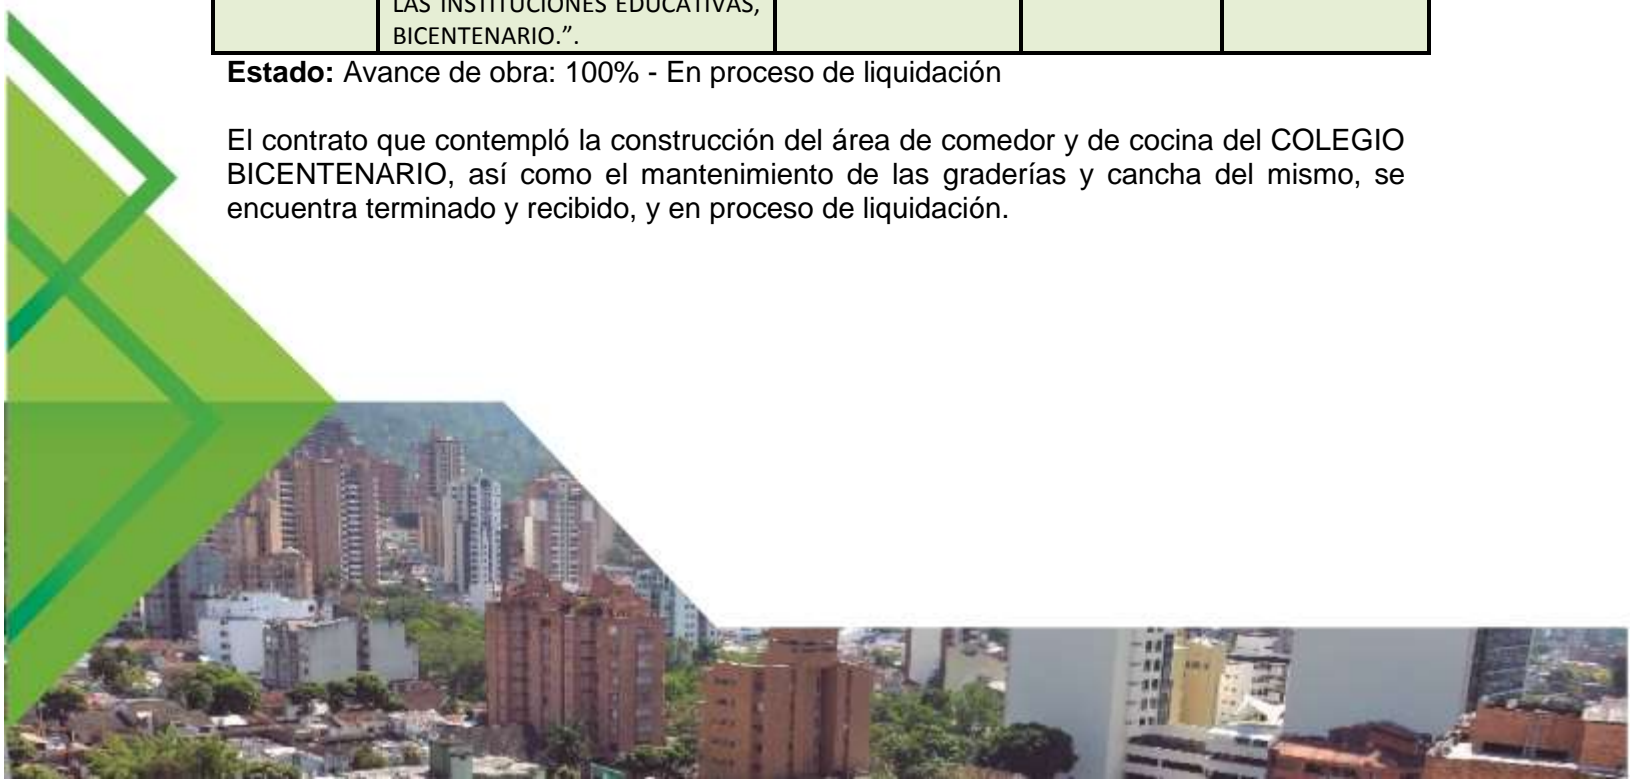 LAS INSTITUCIONES EDUCATIVAS,
BICENTENARIO.”.
Estado: Avance de obra: 100% - En proceso de liquidación
El contrato que contempló la construcción del área de comedor y de cocina del COLEGIO
BICENTENARIO, así como el mantenimiento de las graderías y cancha del mismo, se
encuentra terminado y recibido, y en proceso de liquidación.